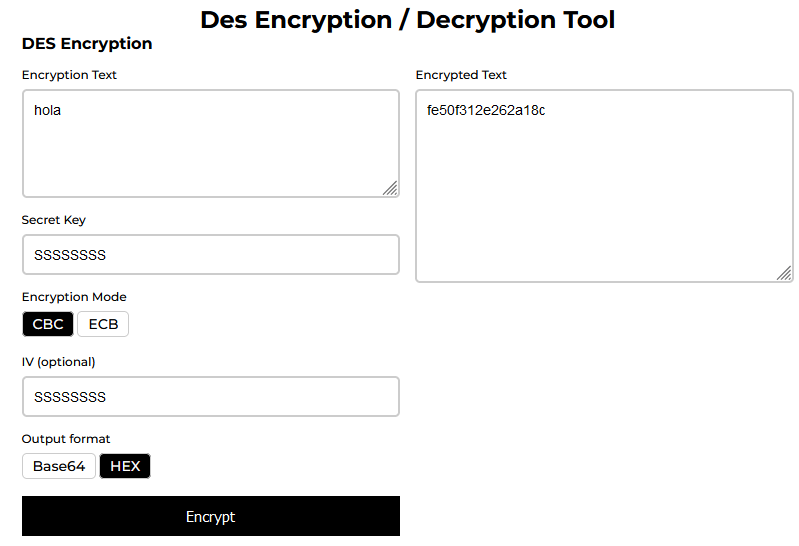 Des Encryption / Decryption Tool
DES Encryption
Encryption Text
hola
Secret Key
SSSSSSSS
Encryption Mode
CBC ECB
IV (optional)
SSSSSSSS
Output format
Base64 HEX
Encrypt
Encrypted Text
fe50f312e262a18c